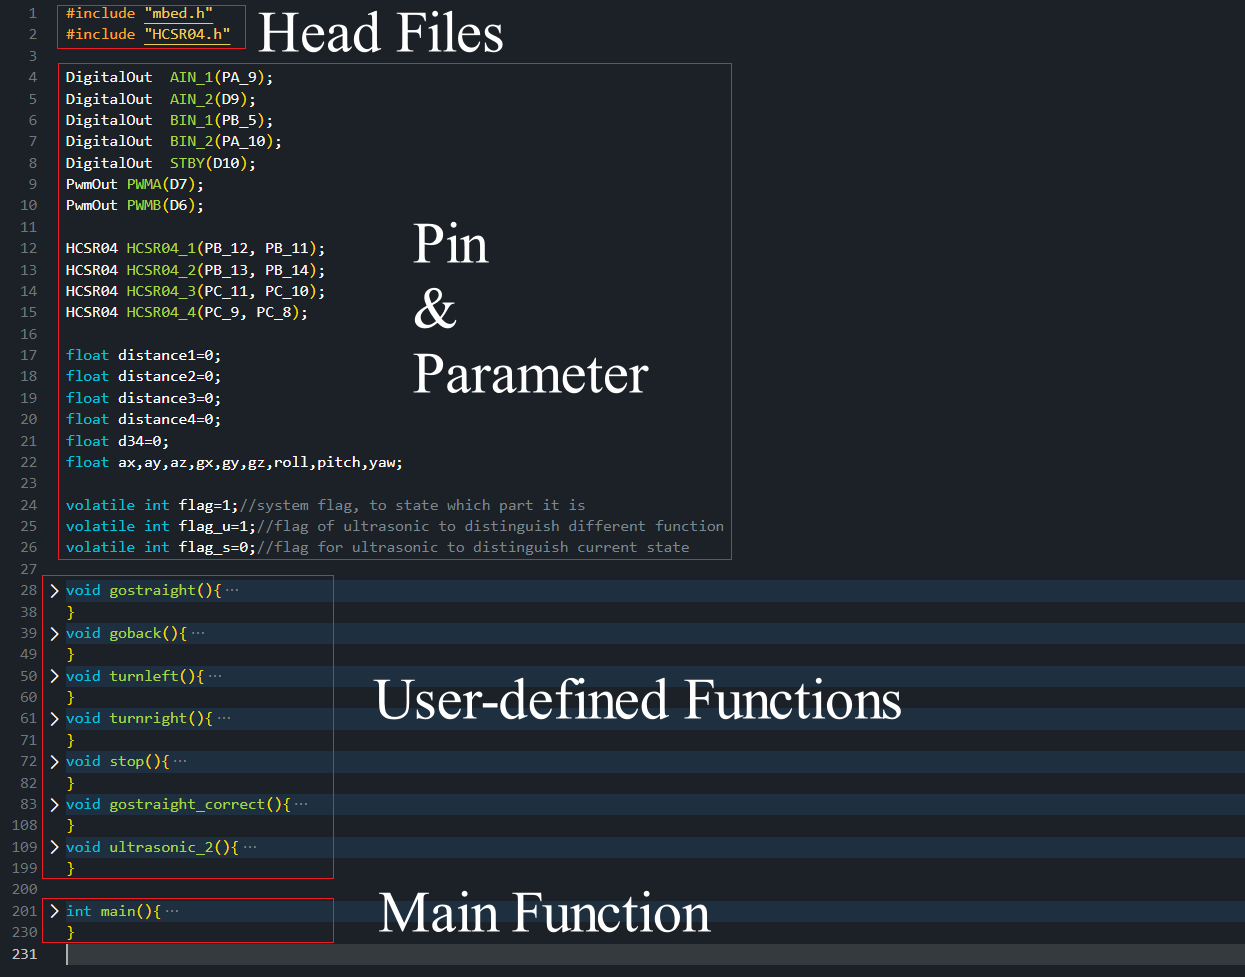 1 #include "mbed.h"
2 #include "HCSR04.h"
Head Files
3
4 DigitalOut  AIN_1(PA_9);
5 DigitalOut  AIN_2(D9);
6 DigitalOut  BIN_1(PB_5);
7 DigitalOut  BIN_2(PA_10);
8 DigitalOut  STBY(D10);
9 PwmOut PWMA(D7);
10 PwmOut PWMB(D6);
11
12 HCSR04 HCSR04_1(PB_12, PB_11);
13 HCSR04 HCSR04_2(PB_13, PB_14);
14 HCSR04 HCSR04_3(PC_11, PC_10);
15 HCSR04 HCSR04_4(PC_9, PC_8);
Pin
&
Parameter
16
17 float distance1=0;
18 float distance2=0;
19 float distance3=0;
20 float distance4=0;
21 float d34=0;
22 float ax,ay,az,gx,gy,gz,roll,pitch,yaw;
23
24 volatile int flag=1;//system flag, to state which part it is
25 volatile int flag_u=1;//flag of ultrasonic to distinguish different function
26 volatile int flag_s=0;//flag for ultrasonic to distinguish current state
27
28 void gostraight(){ ···
38 }
39 void goback(){ ···
49 }
50 void turnleft(){ ···
60 }
61 void turnright(){ ···
71 }
72 void stop(){ ···
82 }
83 void gostraight_correct(){ ···
108 }
109 void ultrasonic_2(){ ···
199 }
User-defined Functions
200
201 int main(){ ···
230 }
Main Function
231